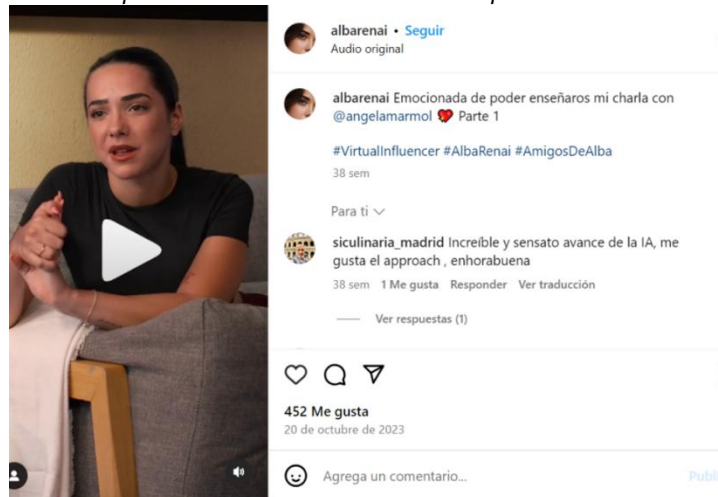 albarenai • Seguir
Audio original
albarenai Emocionada de poder enseñaros mi charla con
@angelamarmol 💘 Parte 1
#VirtualInfluencer #AlbaRenai #AmigosDeAlba
38 sem
Para ti
siculinaria_madrid Increíble y sensato avance de la IA, me
gusta el approach , enhorabuena
38 sem 1 Me gusta Responder Ver traducción
Ver respuestas (1)
452 Me gusta
20 de octubre de 2023
Agrega un comentario...